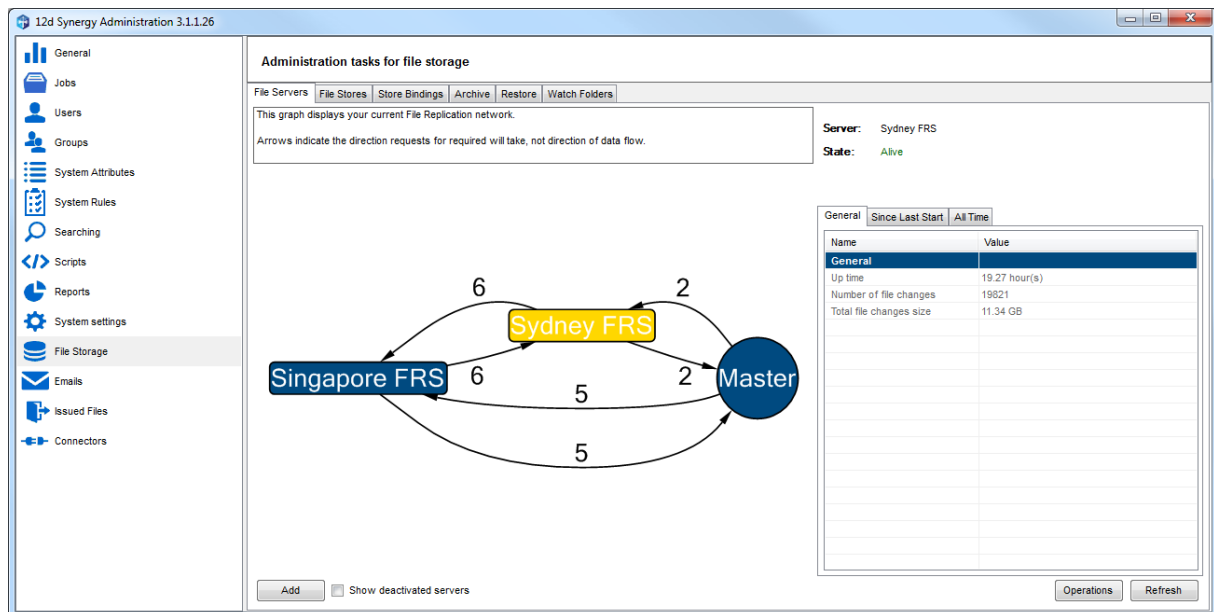 12d Synergy Administration 3.1.1.26
General
Jobs
Users
Groups
System Attributes
System Rules
Searching
Scripts
Reports
System settings
File Storage
Emails
Issued Files
Connectors
Administration tasks for file storage
File Servers File Stores Store Bindings Archive Restore Watch Folders
This graph displays your current File Replication network.
Arrows indicate the direction requests for required will take, not direction of data flow.
6 2
Sydney FRS
Singapore FRS 6 2 Master
5
5
Add Show deactivated servers
Server: Sydney FRS
State: Alive
General Since Last Start All Time
Name Value
General
Up time 19.27 hour(s)
Number of file changes 19821
Total file changes size 11.34 GB
Operations Refresh